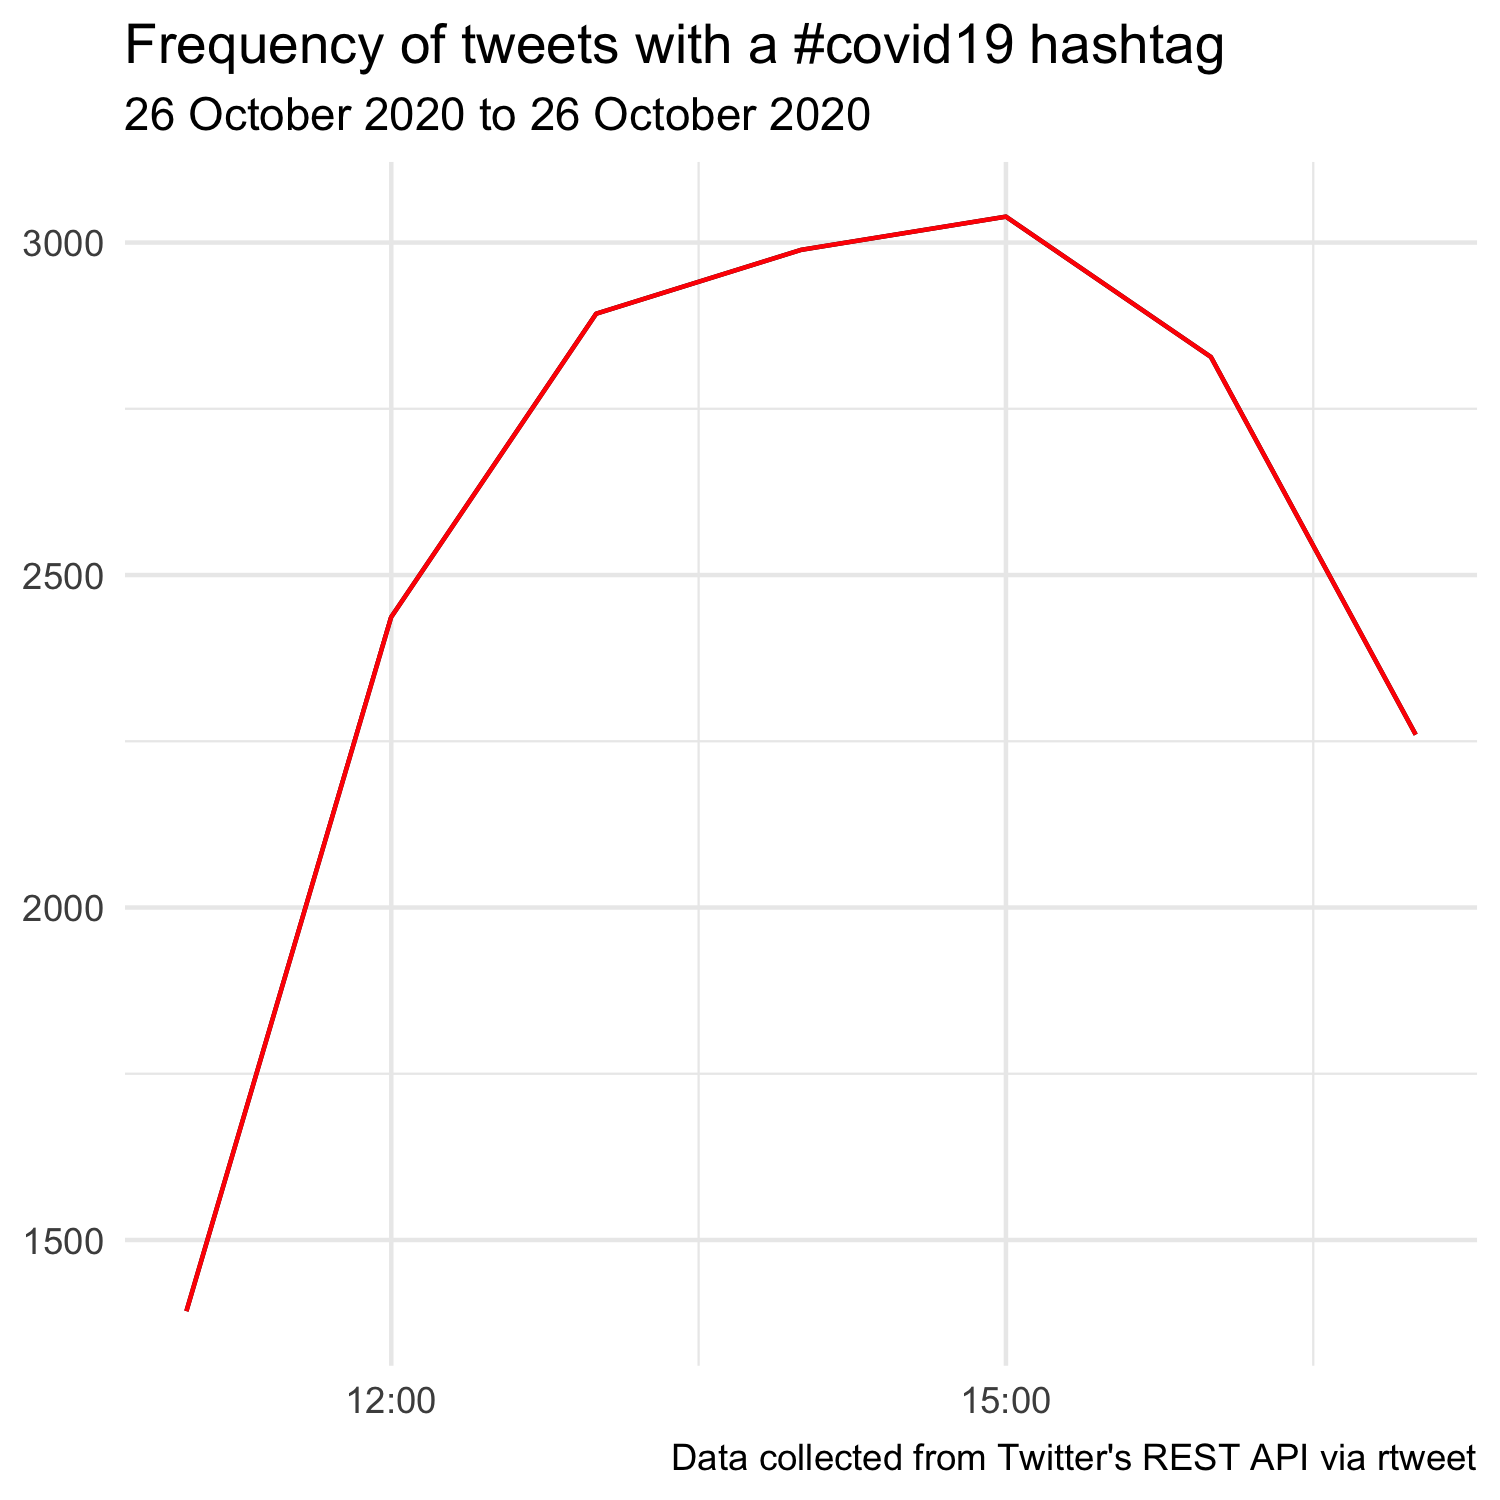 Frequency of tweets with a #covid19 hashtag
26 October 2020 to 26 October 2020
3000
2500
2000
1500
12:00 15:00
Data collected from Twitter's REST API via rtweet